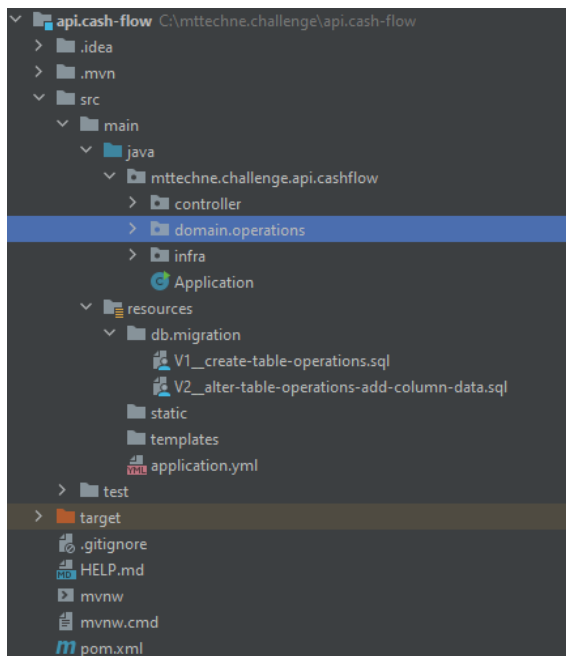 api.cash-flow C:\mttechne.challenge\api.cash-flow
.idea
.mvn
src
main
java
mttechne.challenge.api.cashflow
controller
domain.operations
infra
Application
resources
db.migration
V1__create-table-operations.sql
V2__alter-table-operations-add-column-data.sql
static
templates
application.yml
test
target
.gitignore
HELP.md
mvnw
mvnw.cmd
pom.xml